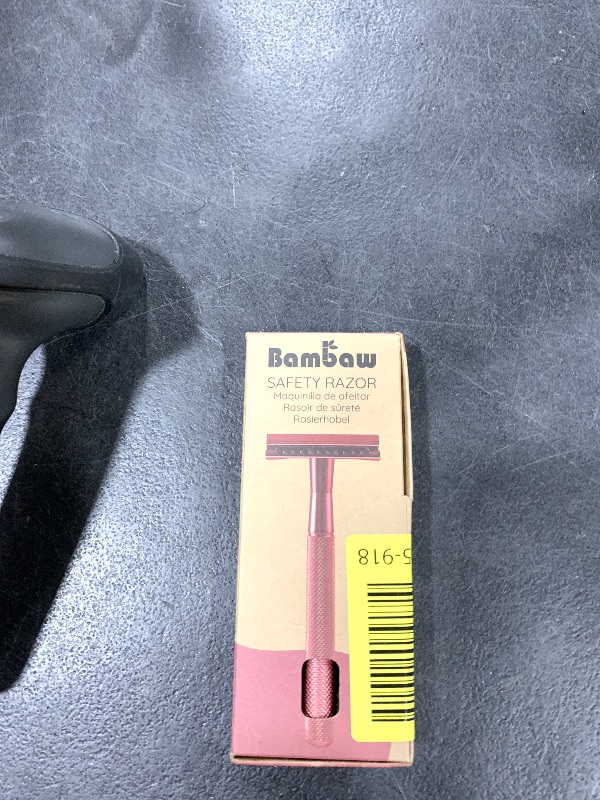 Bambaw
SAFETY RAZOR
Maquinilla de afeitar
Rasoir de sûreté
Rasierhobel
5-918